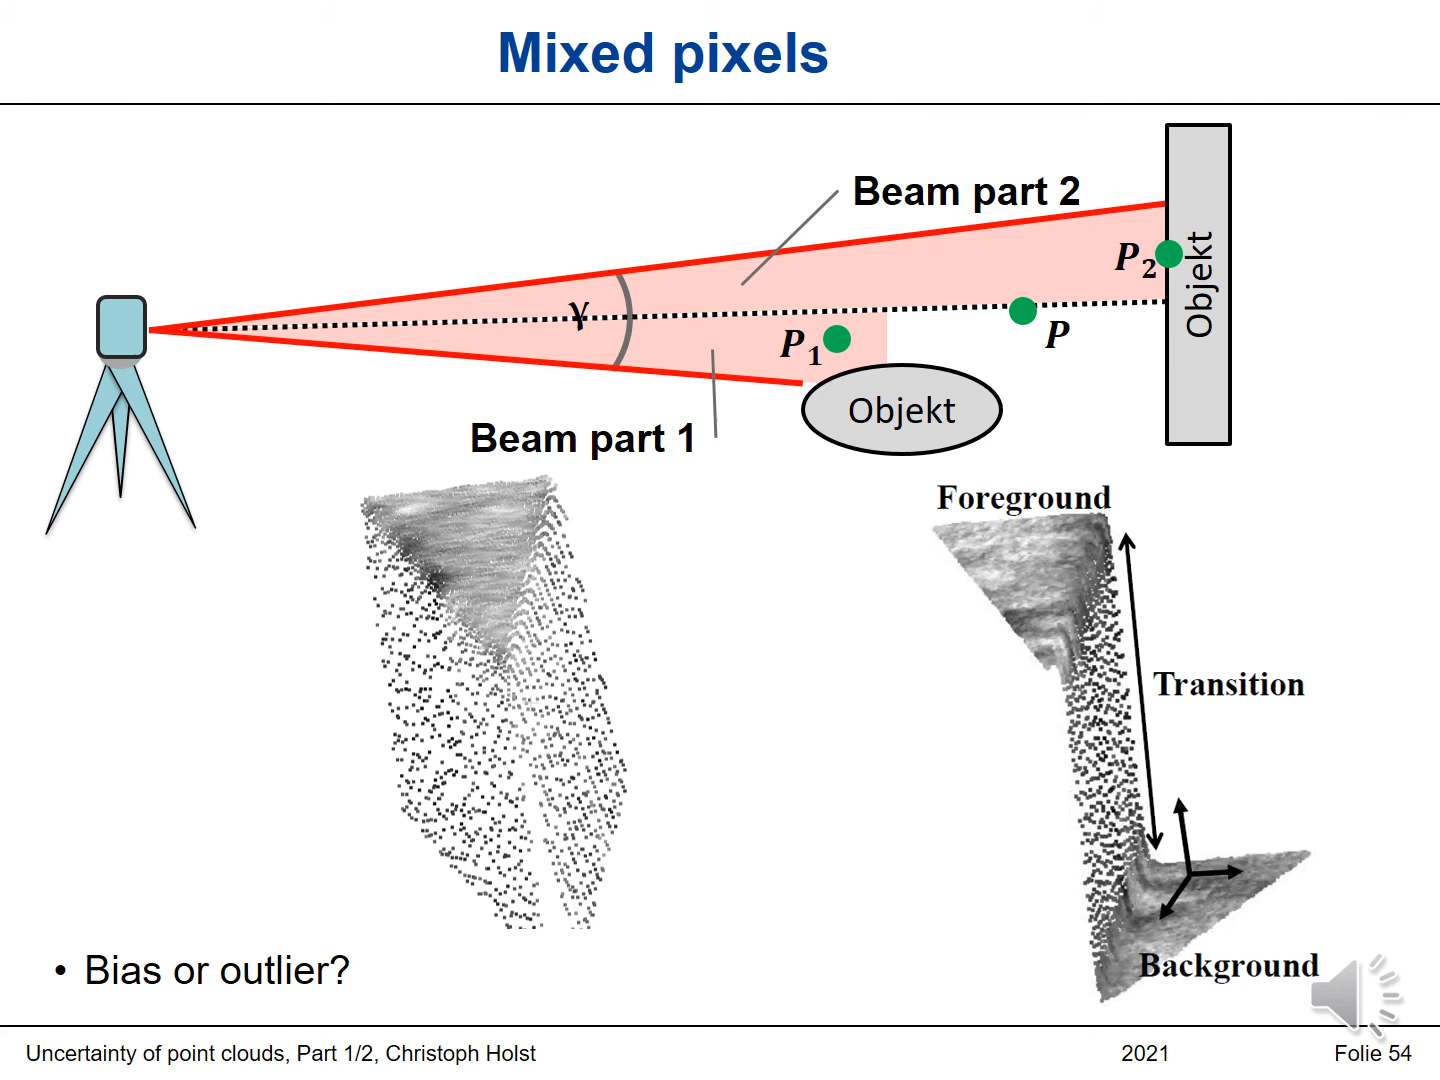 Mixed pixels
Beam part 2
P2
Objekt
γ
P
P1
Objekt
Beam part 1
Foreground
Transition
Background
• Bias or outlier?
Uncertainty of point clouds, Part 1/2, Christoph Holst
2021
Folie 54